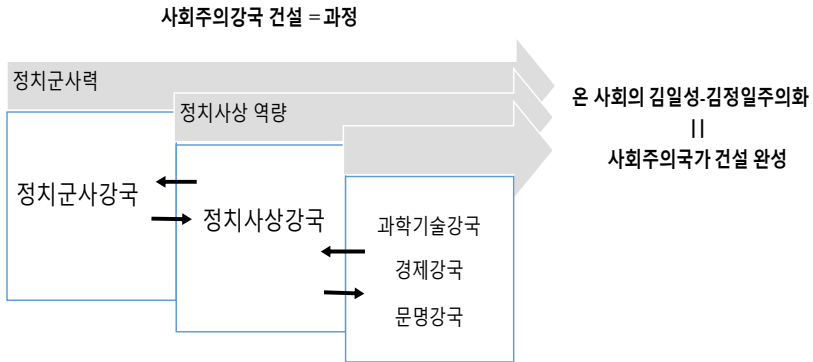 사회주의강국 건설 = 과정
정치군사력
정치사상 역량
온 사회의 김일성-김정일주의화
||
사회주의국가 건설 완성
정치군사강국
정치사상강국
과학기술강국
경제강국
문명강국